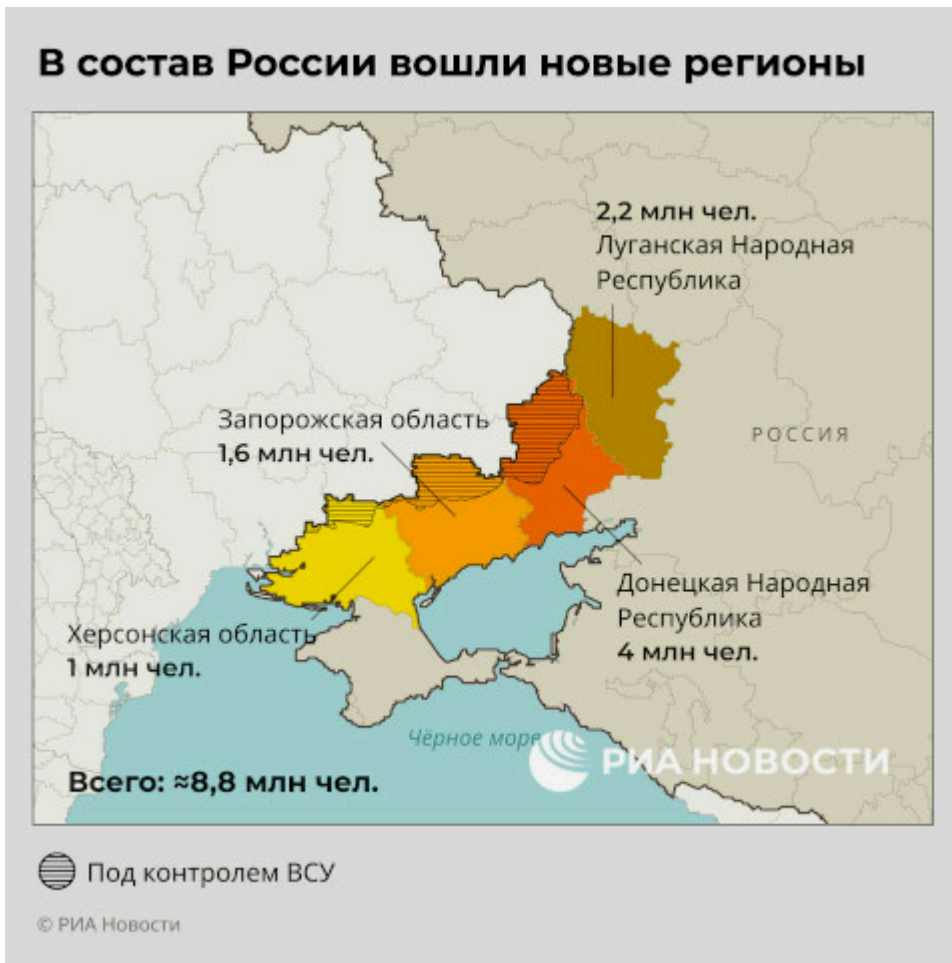 В состав России вошли новые регионы
2,2 млн чел.
Луганская Народная
Республика
Запорожская область
1,6 млн чел.
РОССИЯ
Донецкая Народная
Республика
4 млн чел.
Херсонская область
1 млн чел.
Чёрное море
РИА НОВОСТИ
Всего: ≈8,8 млн чел.
Под контролем ВСУ
© РИА Новости